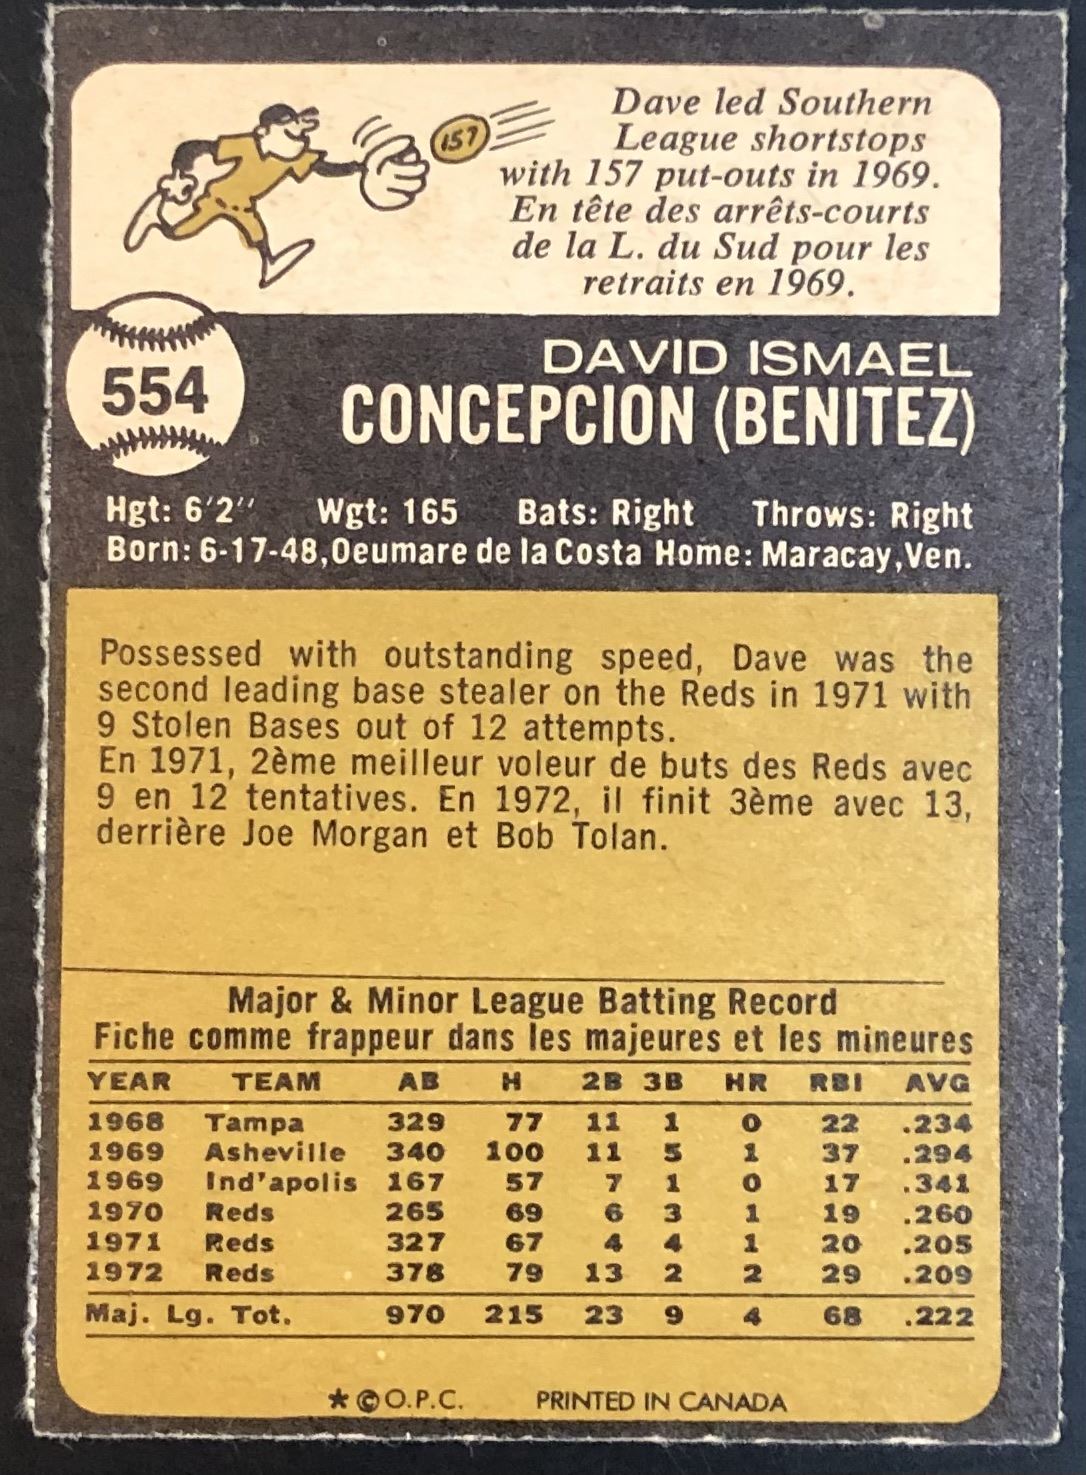 157
Dave led Southern
League shortstops
with 157 put-outs in 1969.
En tête des arrêts-courts
de la L. du Sud pour les
retraits en 1969.
554
DAVID ISMAEL
CONCEPCION (BENITEZ)
Hgt: 6'2" Wgt: 165 Bats: Right Throws: Right
Born: 6-17-48,Oeumare de la Costa Home: Maracay,Ven.
Possessed with outstanding speed, Dave was the
second leading base stealer on the Reds in 1971 with
9 Stolen Bases out of 12 attempts.
En 1971, 2ème meilleur voleur de buts des Reds avec
9 en 12 tentatives. En 1972, il finit 3ème avec 13,
derrière Joe Morgan et Bob Tolan.
Major & Minor League Batting Record
Fiche comme frappeur dans les majeures et les mineures
YEAR TEAM AB H 2B 3B HR RBI AVG
1968 Tampa 329 77 11 1 0 22 .234
1969 Asheville 340 100 11 5 1 37 .294
1969 Ind'apolis 167 57 7 1 0 17 .341
1970 Reds 265 69 6 3 1 19 .260
1971 Reds 327 67 4 4 1 20 .205
1972 Reds 378 79 13 2 2 29 .209
Maj. Lg. Tot. 970 215 23 9 4 68 .222
★ © O.P.C. PRINTED IN CANADA